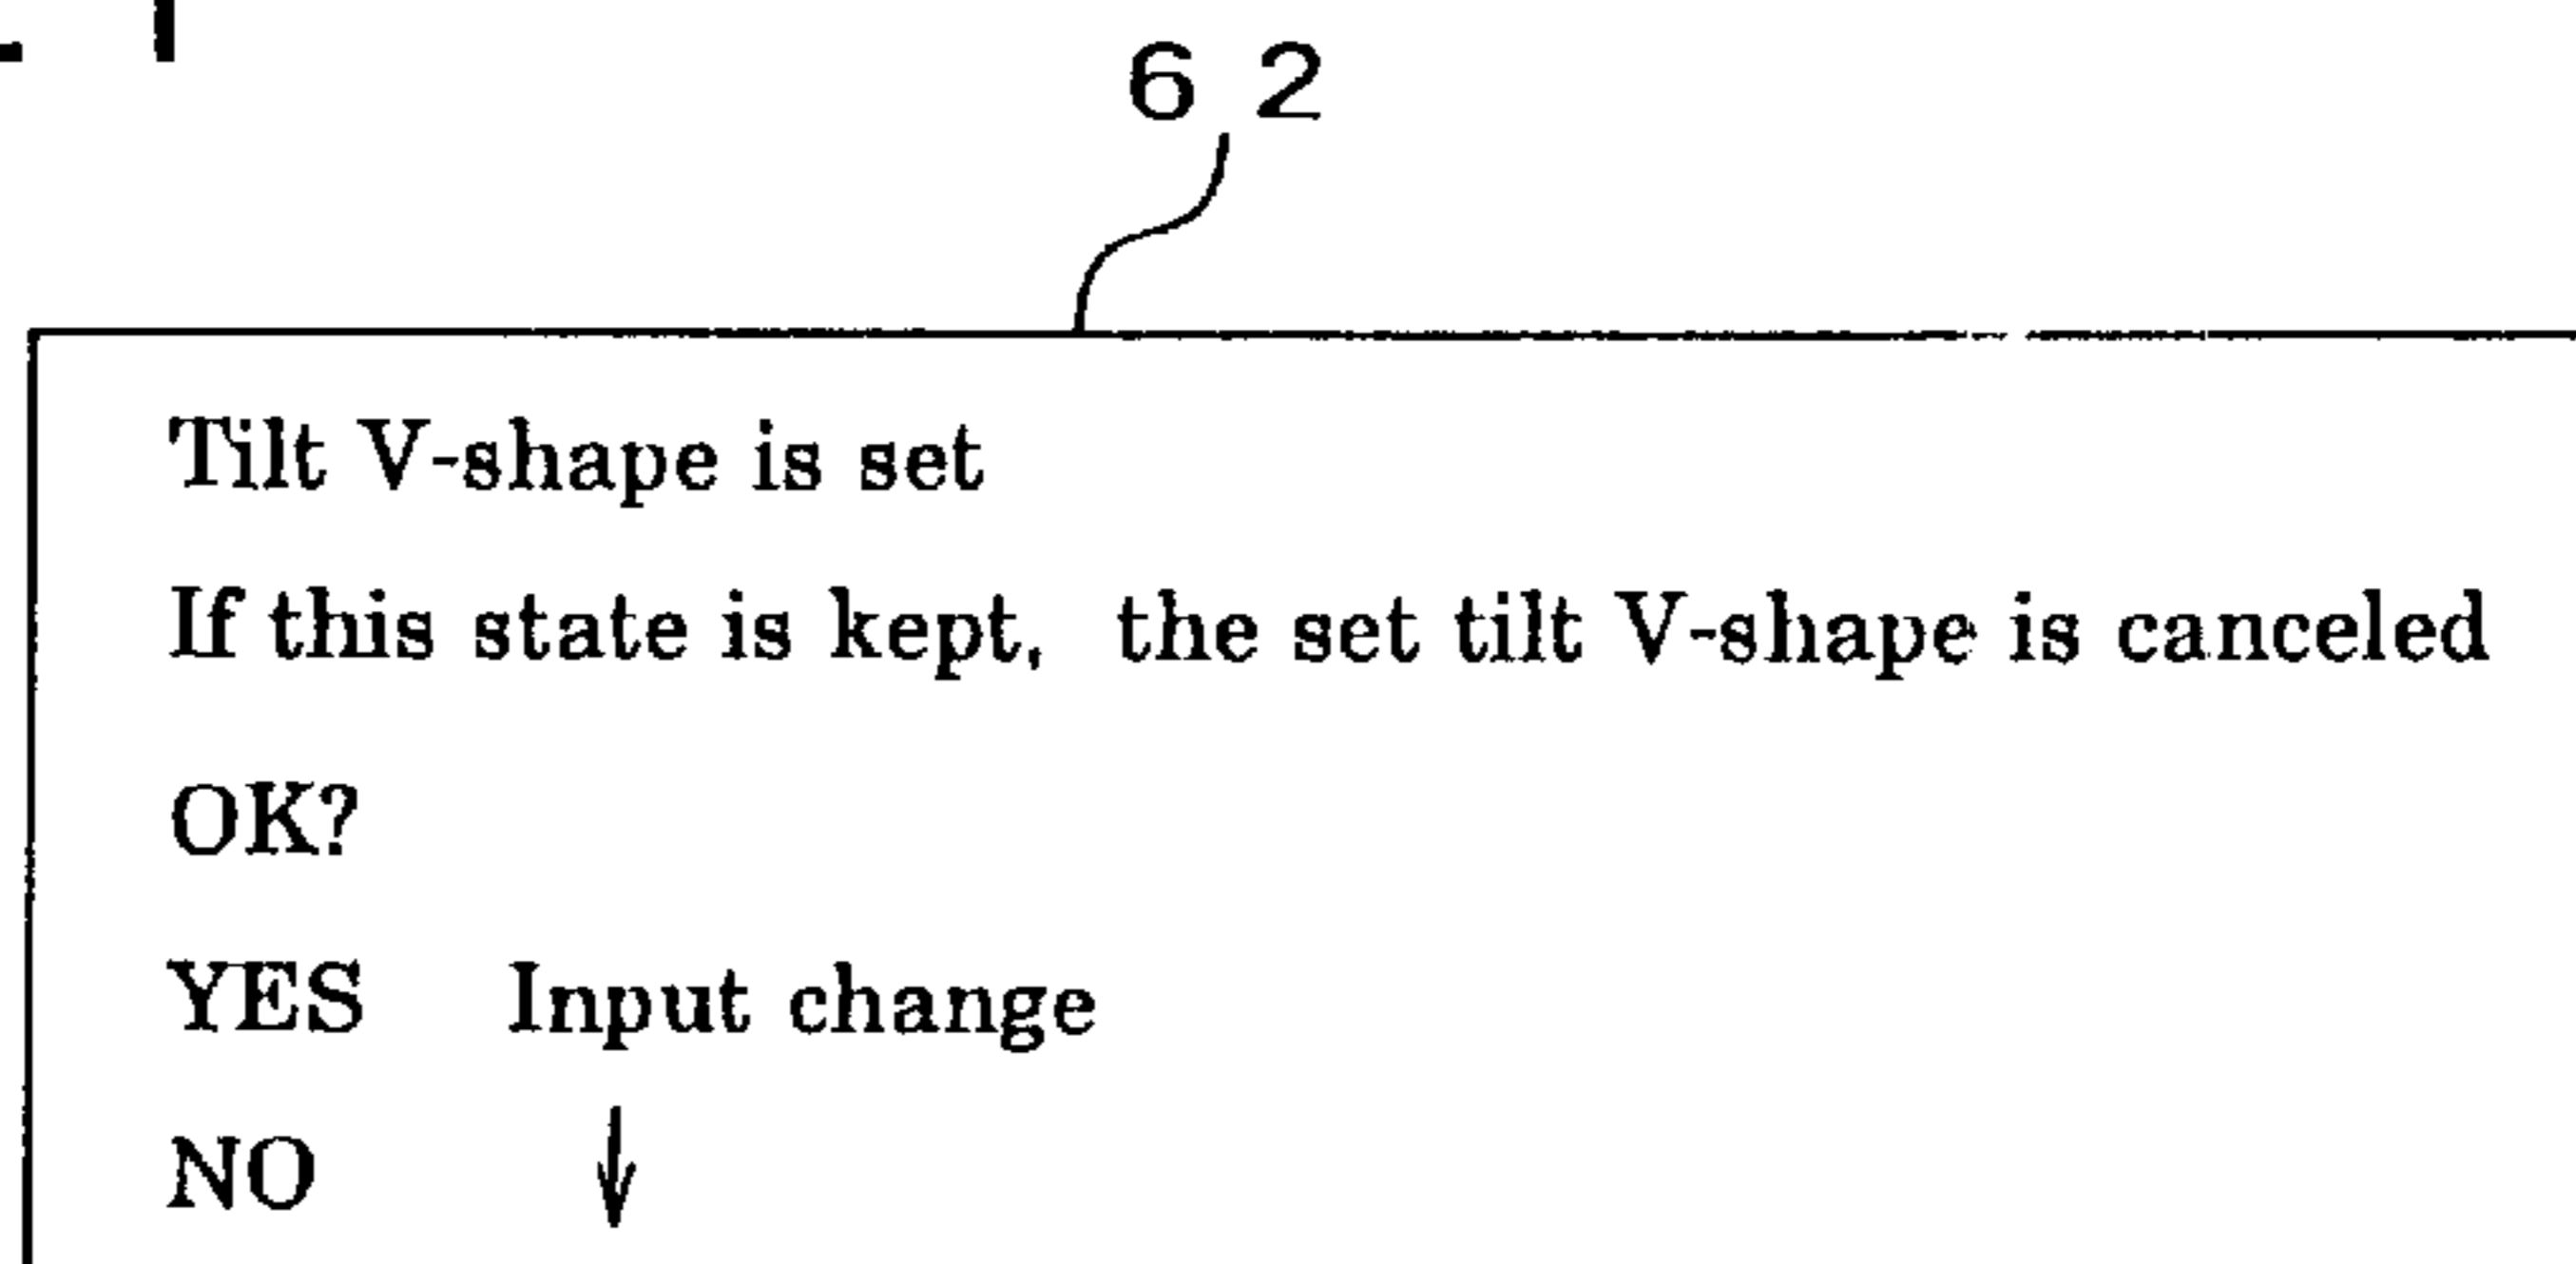 62
Tilt V-shape is set
If this state is kept, the set tilt V-shape is canceled
OK?
YES Input change
NO ↓